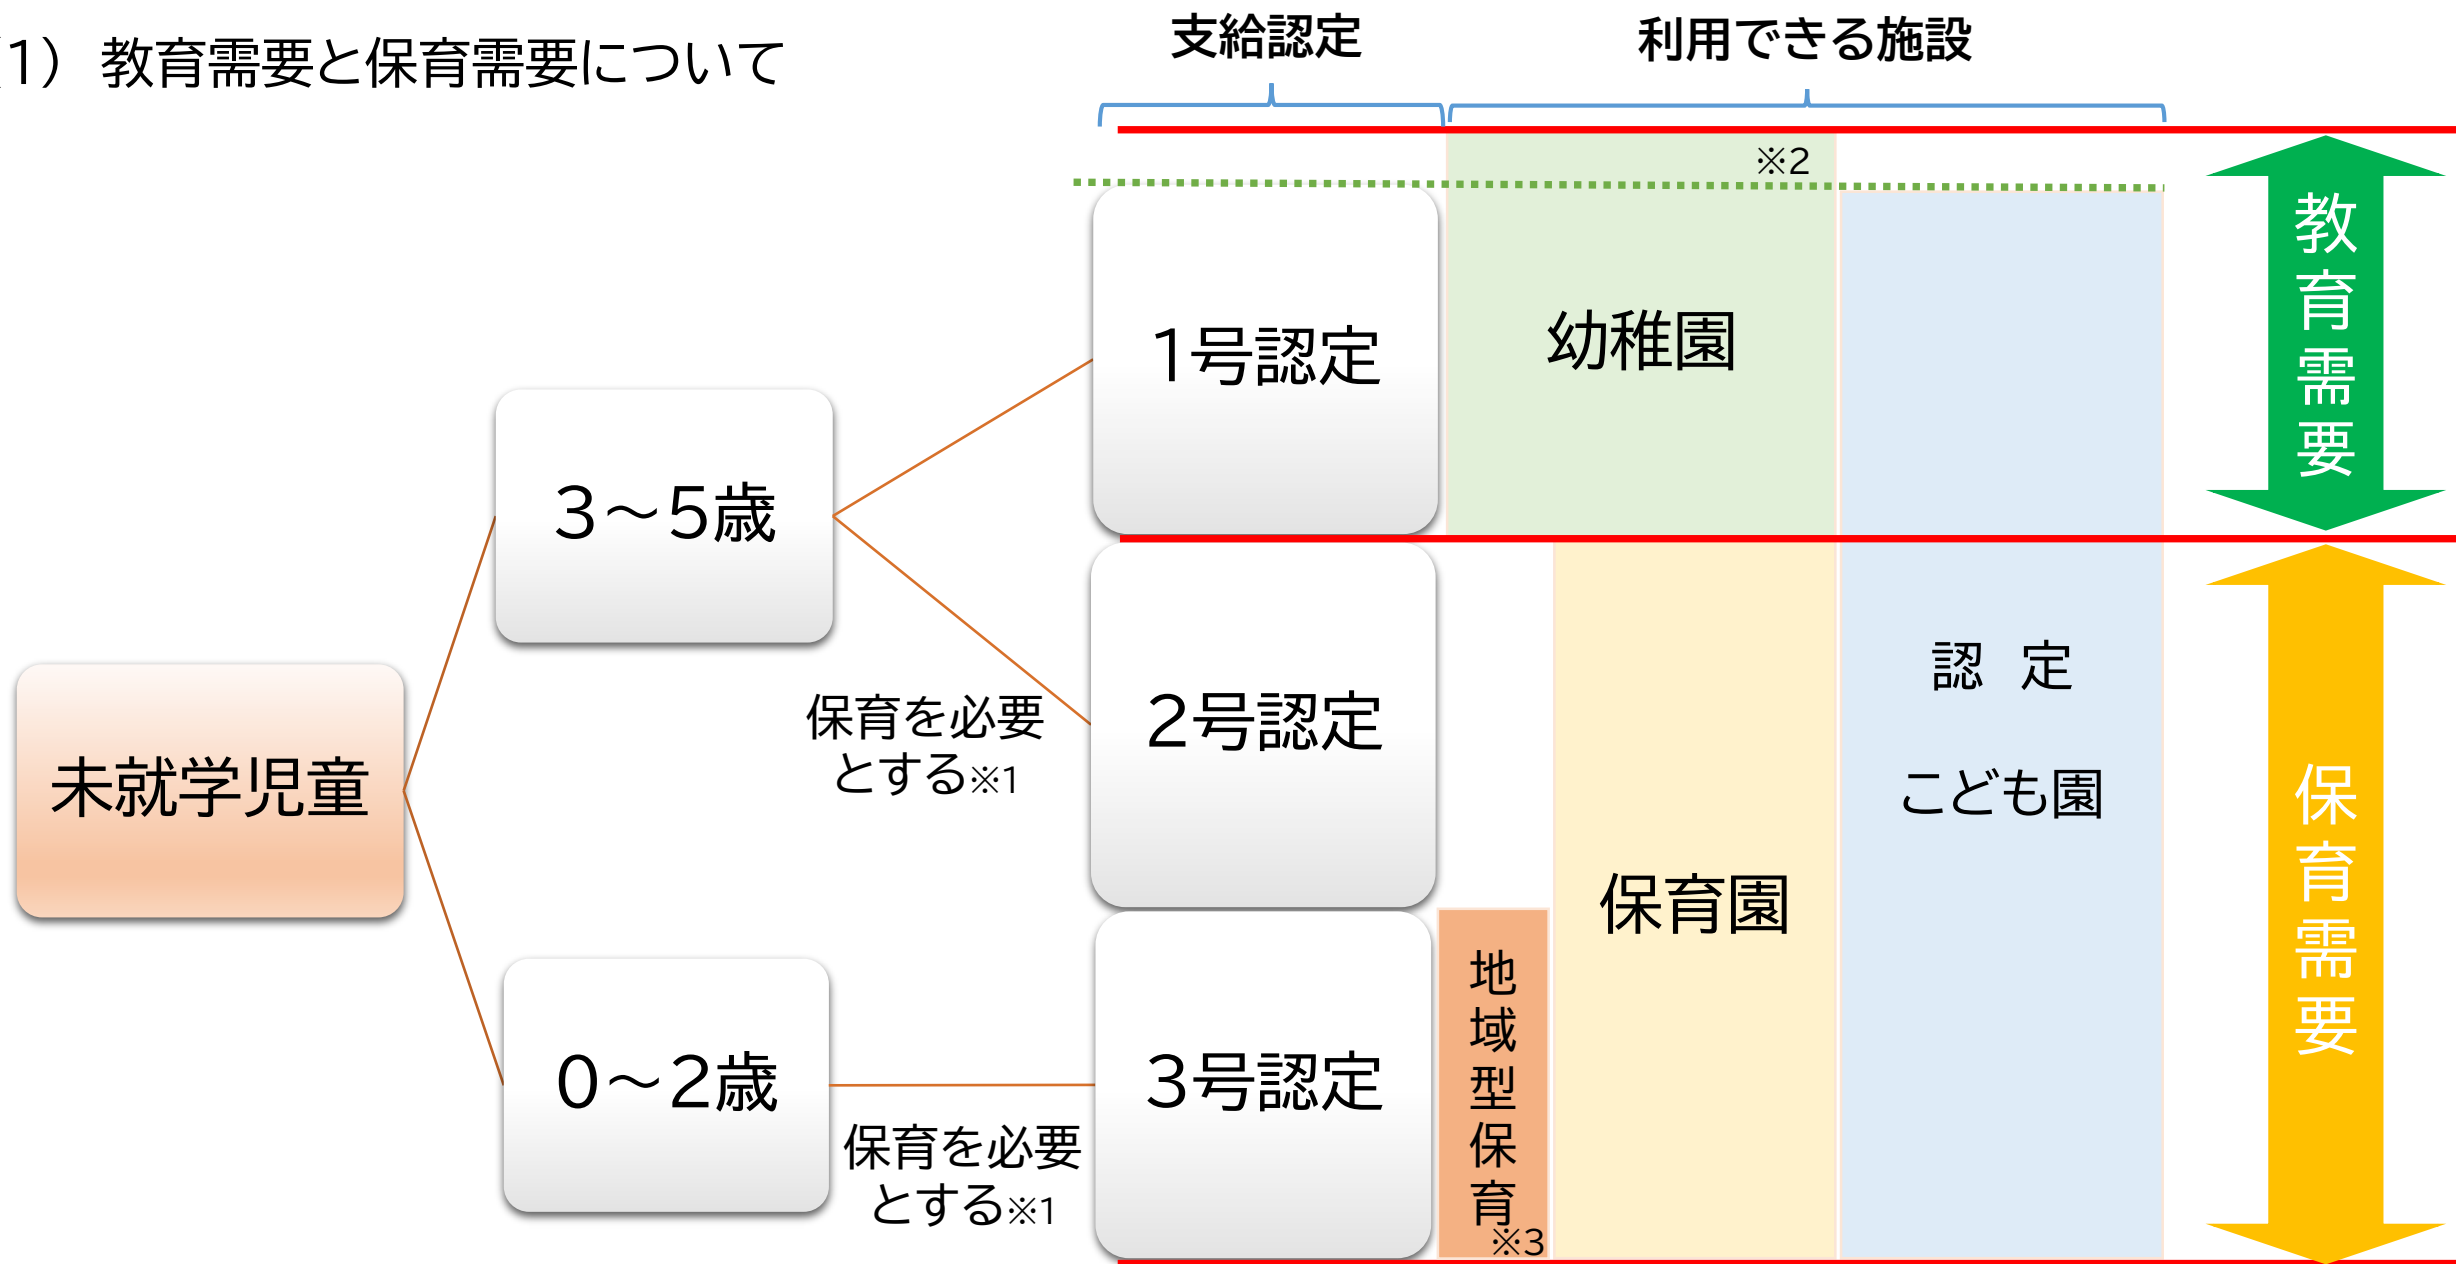 （1） 教育需要と保育需要について
支給認定
利用できる施設
※2
1号認定
幼稚園
教育需要
3～5歳
2号認定
保育を必要
とする※1
認　定
こども園
未就学児童
保育園
保育需要
0～2歳
3号認定
保育を必要
とする※1
地域型保育
※3